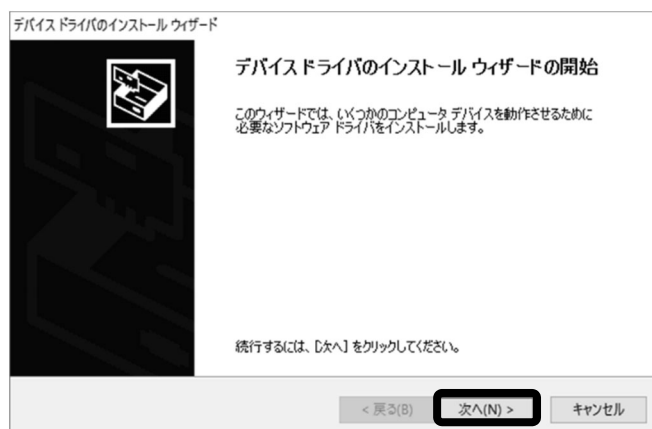 デバイス ドライバのインストール ウィザード
デバイス ドライバのインストール ウィザードの開始
このウィザードでは、いくつかのコンピュータ デバイスを動作させるために
必要なソフトウェア ドライバをインストールします。
続行するには、[次へ] をクリックしてください。
< 戻る(B)
次へ(N) >
キャンセル